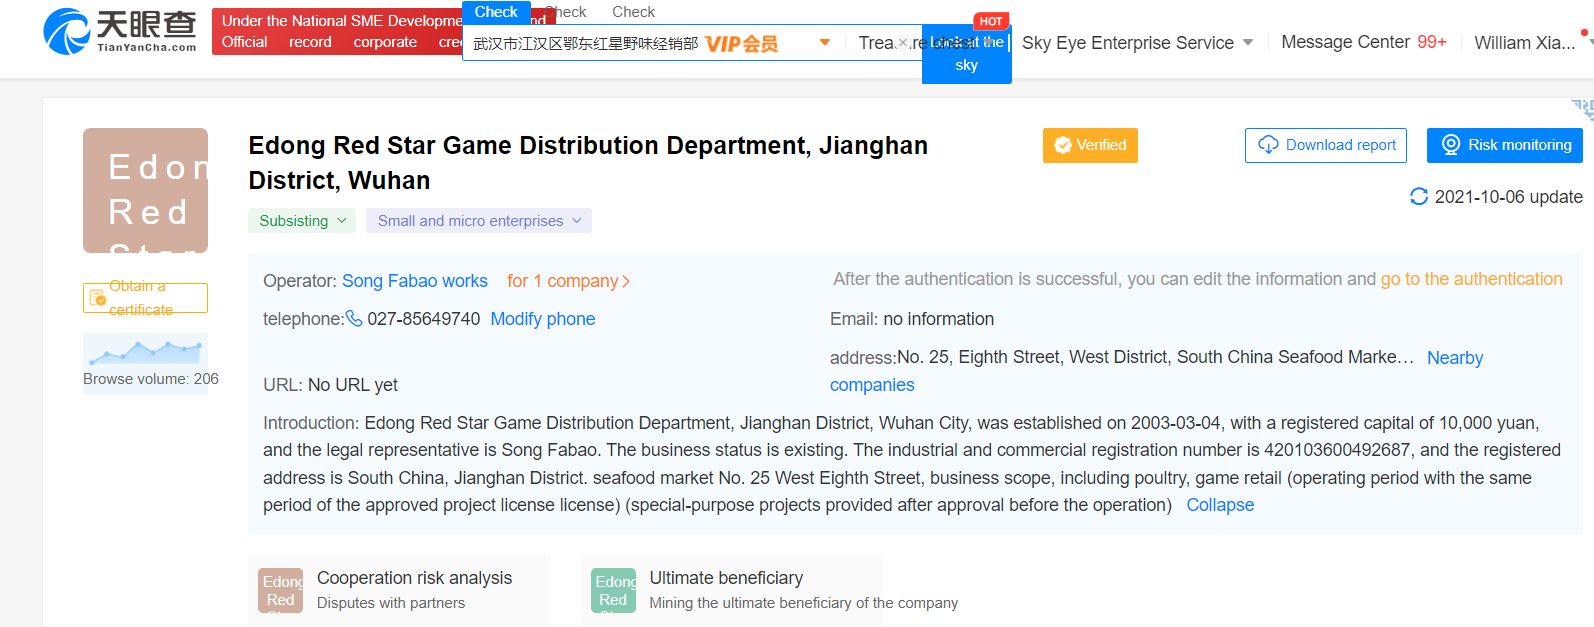 天眼查
TianYanCha.com
Under the National SME Developme
nd
Official record corporate cre
Check
Check
Check
武汉市江汉区鄂东红星野味经销部
VIP会员
HOT
the
sky
Sky Eye Enterprise Service
Message Center 99+
William Xia...
Edon
Red
Edong Red Star Game Distribution Department, Jianghan
District, Wuhan
Verified
Download report
Risk monitoring
2021-10-06 update
Subsisting
Small and micro enterprises
Obtain a
certificate
Browse volume: 206
Operator: Song Fabao works for 1 company
After the authentication is successful, you can edit the information and go to the authentication
telephone: 027-85649740 Modify phone
Email: no information
address:No. 25, Eighth Street, West District, South China Seafood Marke… Nearby
companies
URL: No URL yet
Introduction: Edong Red Star Game Distribution Department, Jianghan District, Wuhan City, was established on 2003-03-04, with a registered capital of 10,000 yuan,
and the legal representative is Song Fabao. The business status is existing. The industrial and commercial registration number is 420103600492687, and the registered
address is South China, Jianghan District. seafood market No. 25 West Eighth Street, business scope, including poultry, game retail (operating period with the same
period of the approved project license license) (special-purpose projects provided after approval before the operation) Collapse
Edong
Red
Cooperation risk analysis
Disputes with partners
Edong
Red
Ultimate beneficiary
Mining the ultimate beneficiary of the company